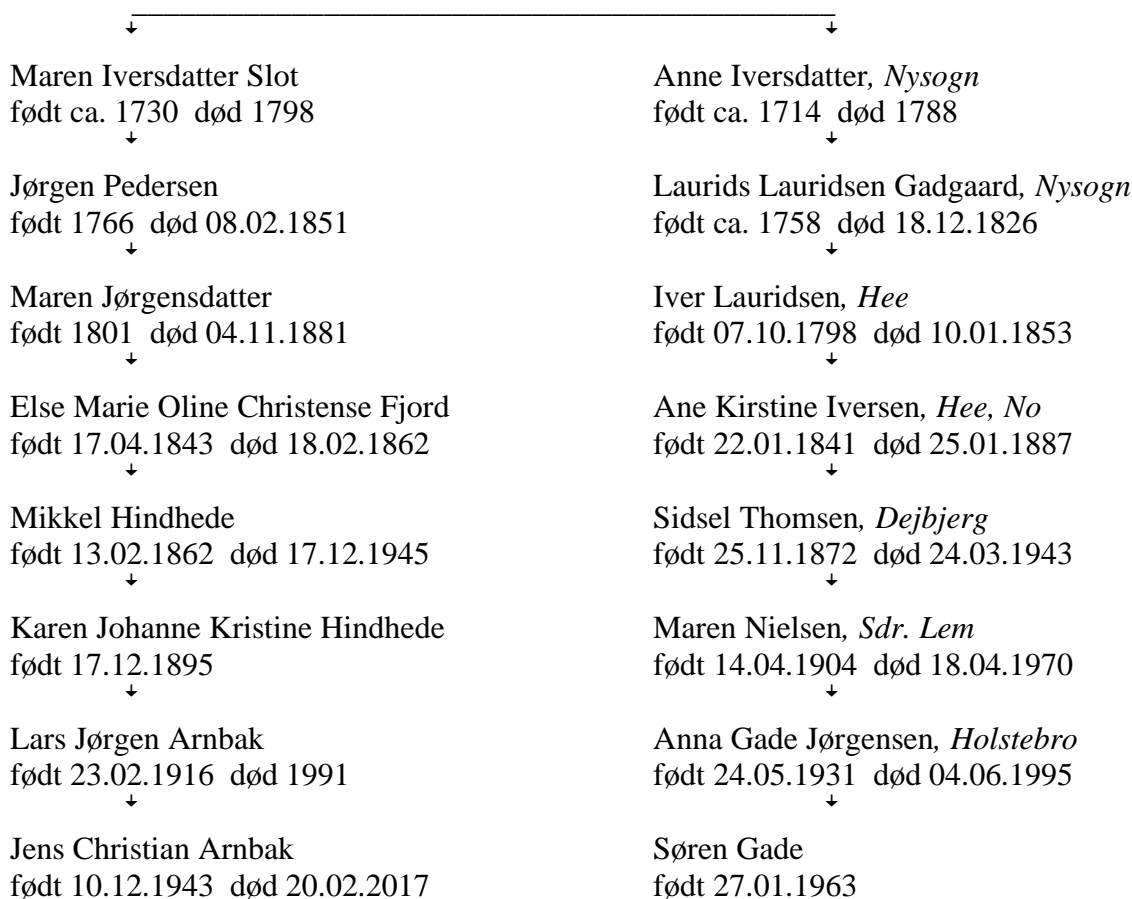 Maren Iversdatter Slot
født ca. 1730 død 1798
Jørgen Pedersen
født 1766 død 08.02.1851
Maren Jørgensdatter
født 1801 død 04.11.1881
Else Marie Oline Christense Fjord
født 17.04.1843 død 18.02.1862
Mikkel Hindhede
født 13.02.1862 død 17.12.1945
Karen Johanne Kristine Hindhede
født 17.12.1895
Lars Jørgen Arnbak
født 23.02.1916 død 1991
Jens Christian Arnbak
født 10.12.1943 død 20.02.2017
Anne Iversdatter, Nysogn
født ca. 1714 død 1788
Laurids Lauridsen Gadgaard, Nysogn
født ca. 1758 død 18.12.1826
Iver Lauridsen, Hee
født 07.10.1798 død 10.01.1853
Ane Kirstine Iversen, Hee, No
født 22.01.1841 død 25.01.1887
Sidsel Thomsen, Dejbjerg
født 25.11.1872 død 24.03.1943
Maren Nielsen, Sdr. Lem
født 14.04.1904 død 18.04.1970
Anna Gade Jørgensen, Holstebro
født 24.05.1931 død 04.06.1995
Søren Gade
født 27.01.1963